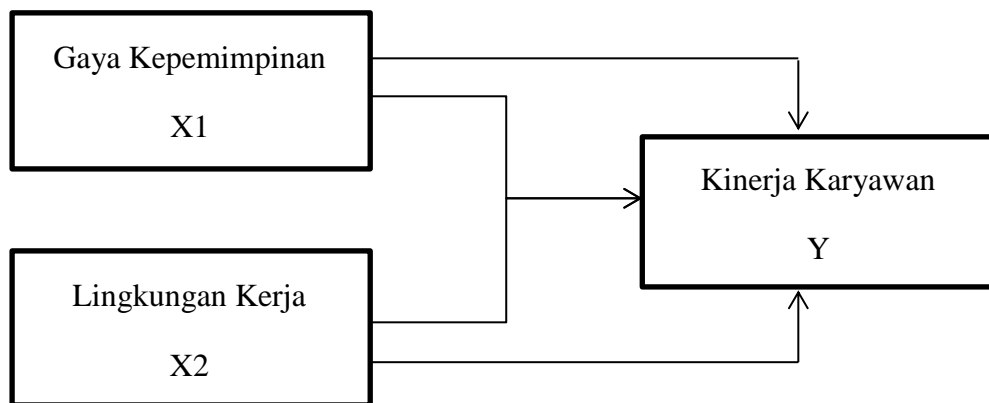 Gaya Kepemimpinan
X1
Kinerja Karyawan
Y
Lingkungan Kerja
X2